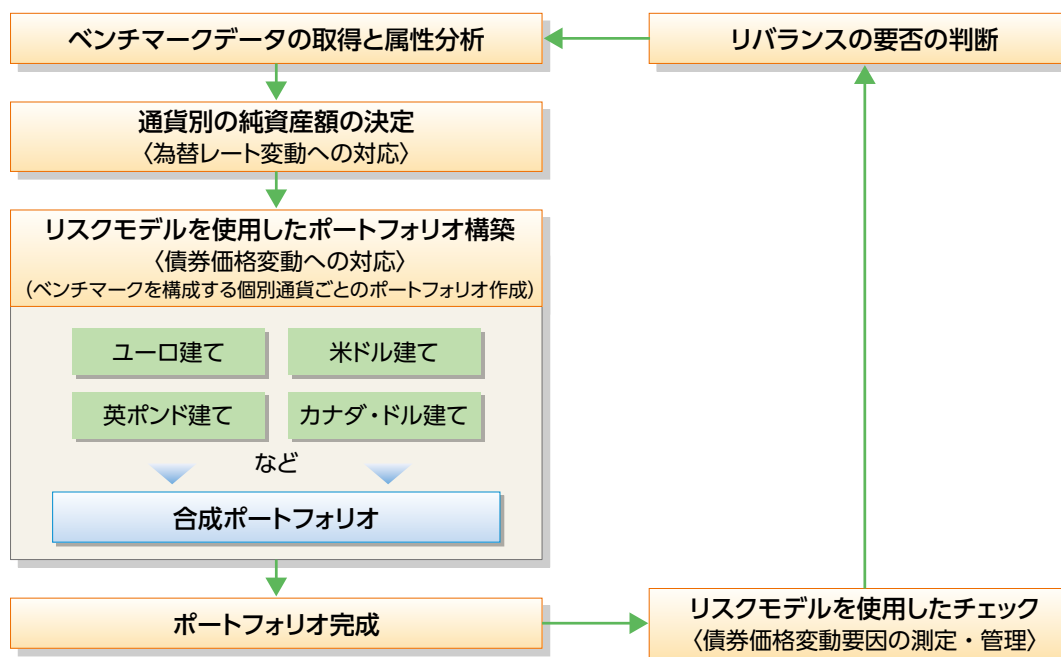 ベンチマークデータの取得と属性分析
リバランスの要否の判断
通貨別の純資産額の決定
〈為替レート変動への対応〉
リスクモデルを使用したポートフォリオ構築
〈債券価格変動への対応〉
(ベンチマークを構成する個別通貨ごとのポートフォリオ作成)
ユーロ建て
米ドル建て
英ポンド建て
カナダ・ドル建て
など
合成ポートフォリオ
ポートフォリオ完成
リスクモデルを使用したチェック
〈債券価格変動要因の測定・管理〉